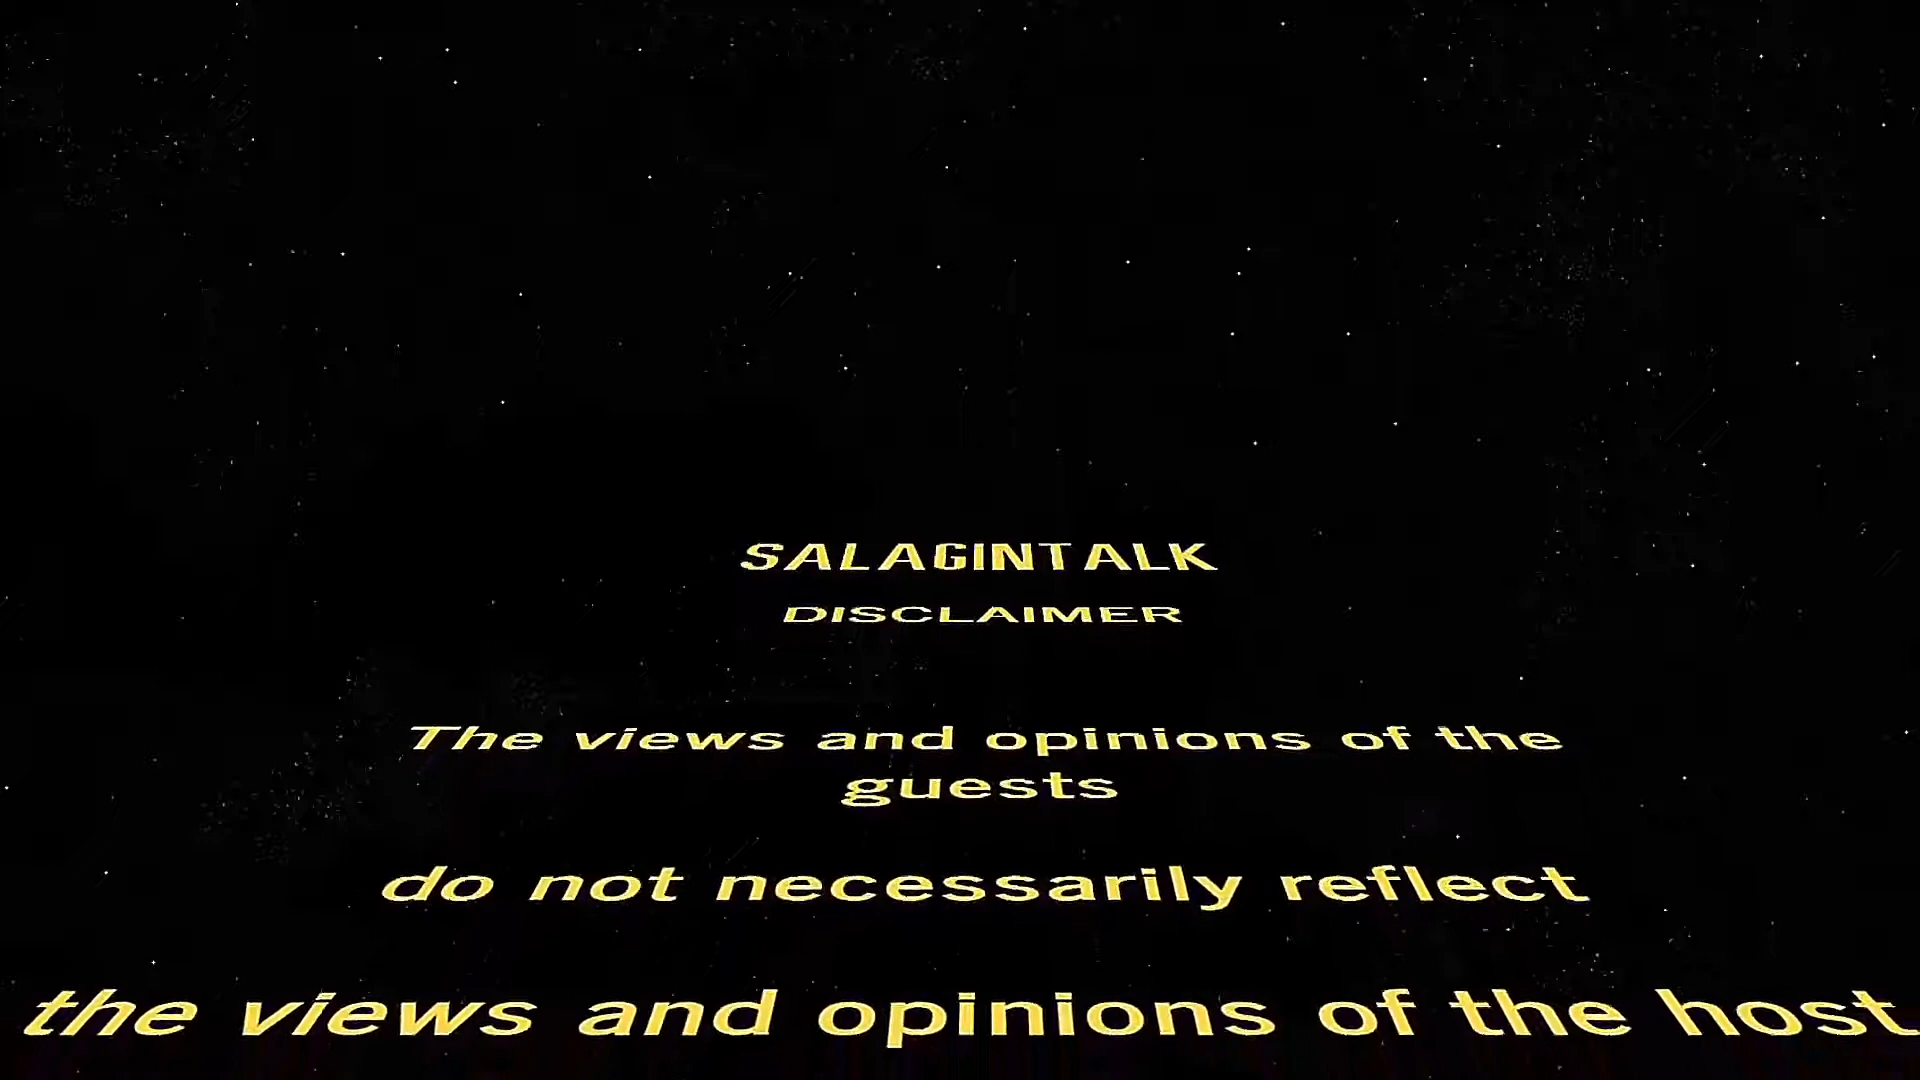 SALAGINTALK
DISCLAIMER
The views and opinions of the
guests
do not necessarily reflect
the views and opinions of the host